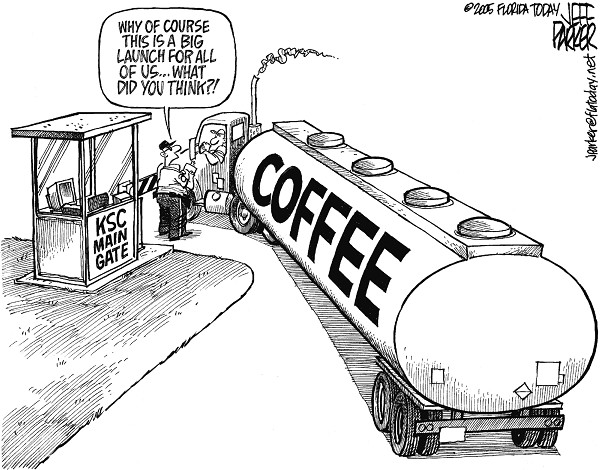 © 2005 FLORIDA TODAY
JEFF
PARKER
jparker@flatoday.net
WHY OF COURSE
THIS IS A BIG
LAUNCH FOR ALL
OF US... WHAT
DID YOU THINK?!
KSC
MAIN
GATE
COFFEE